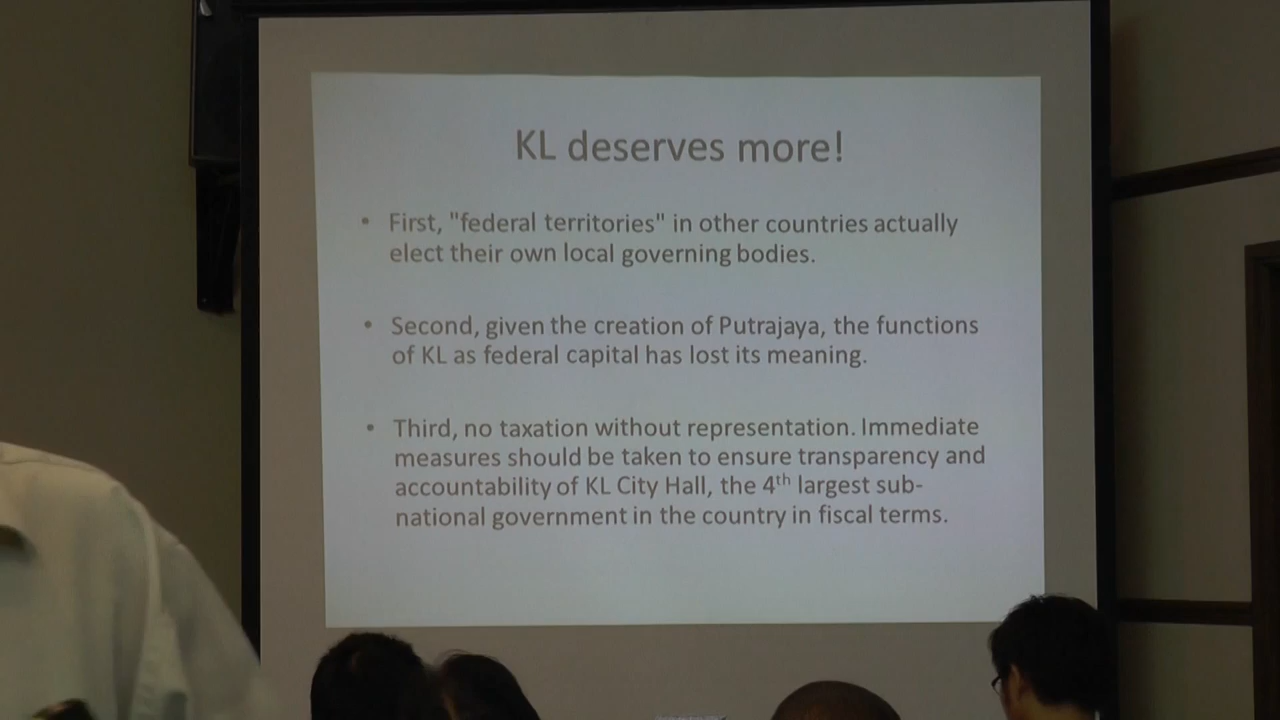 KL deserves more!
• First, "federal territories" in other countries actually
elect their own local governing bodies.
• Second, given the creation of Putrajaya, the functions
of KL as federal capital has lost its meaning.
• Third, no taxation without representation. Immediate
measures should be taken to ensure transparency and
accountability of KL City Hall, the 4th largest sub-
national government in the country in fiscal terms.